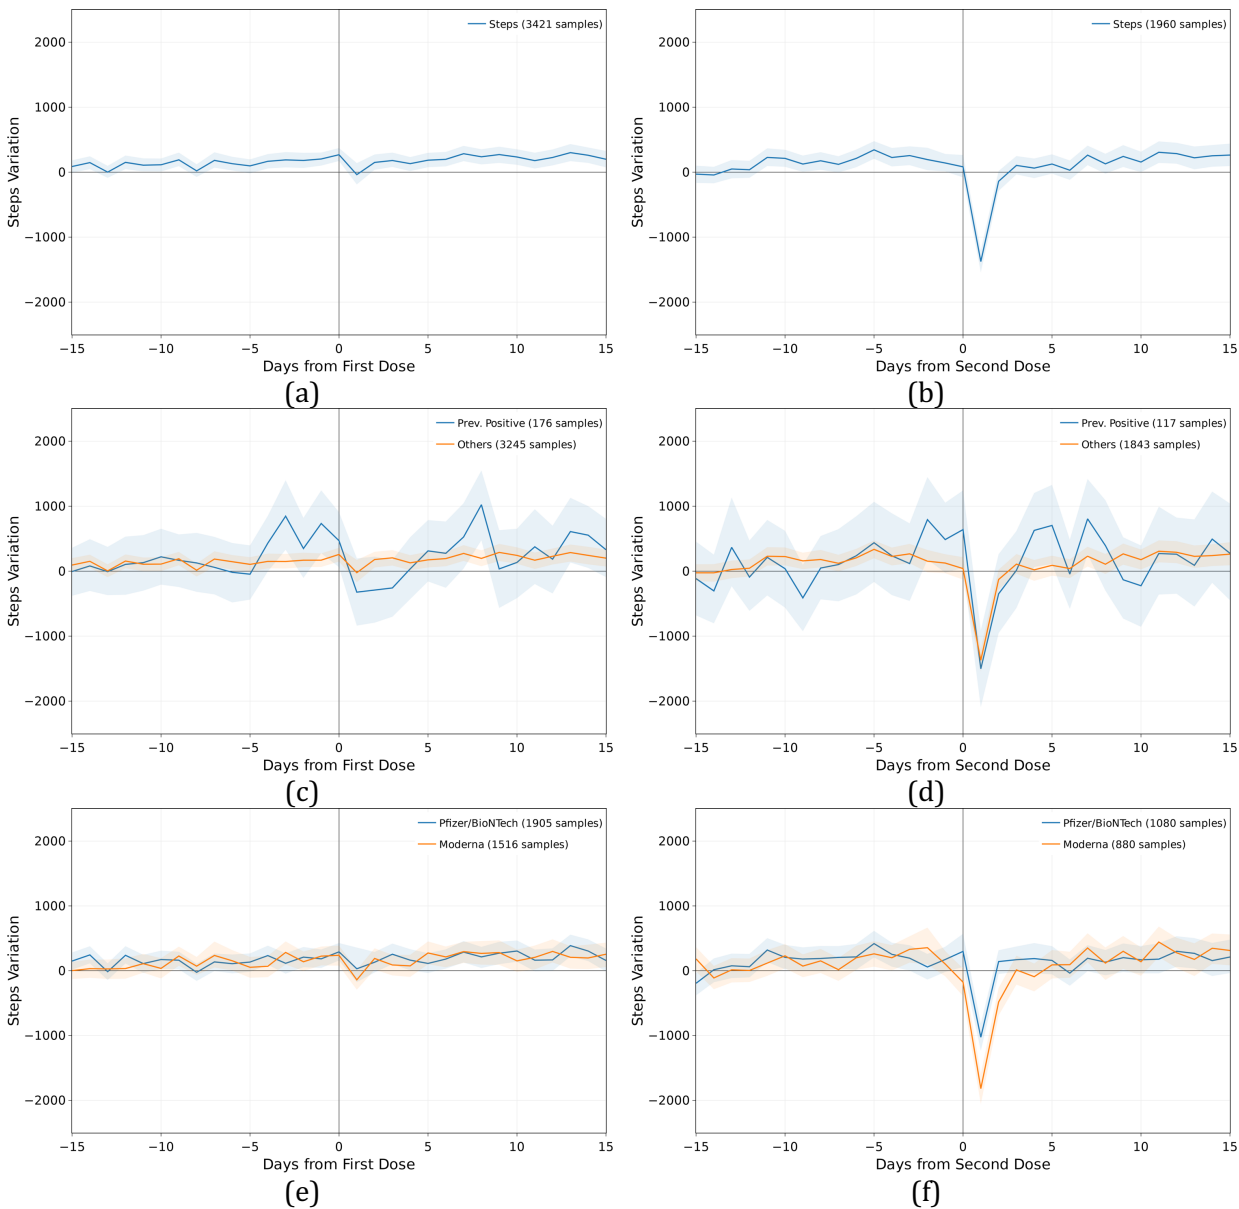 Steps (3421 samples)
2000
1000
0
−1000
−2000
Steps Variation
−15 −10 −5 0 5 10 15
Days from First Dose
(a)
Steps (1960 samples)
2000
1000
0
−1000
−2000
Steps Variation
−15 −10 −5 0 5 10 15
Days from Second Dose
(b)
Prev. Positive (176 samples)
Others (3245 samples)
2000
1000
0
−1000
−2000
Steps Variation
−15 −10 −5 0 5 10 15
Days from First Dose
(c)
Prev. Positive (117 samples)
Others (1843 samples)
2000
1000
0
−1000
−2000
Steps Variation
−15 −10 −5 0 5 10 15
Days from Second Dose
(d)
Pfizer/BioNTech (1905 samples)
Moderna (1516 samples)
2000
1000
0
−1000
−2000
Steps Variation
−15 −10 −5 0 5 10 15
Days from First Dose
(e)
Pfizer/BioNTech (1080 samples)
Moderna (880 samples)
2000
1000
0
−1000
−2000
Steps Variation
−15 −10 −5 0 5 10 15
Days from Second Dose
(f)